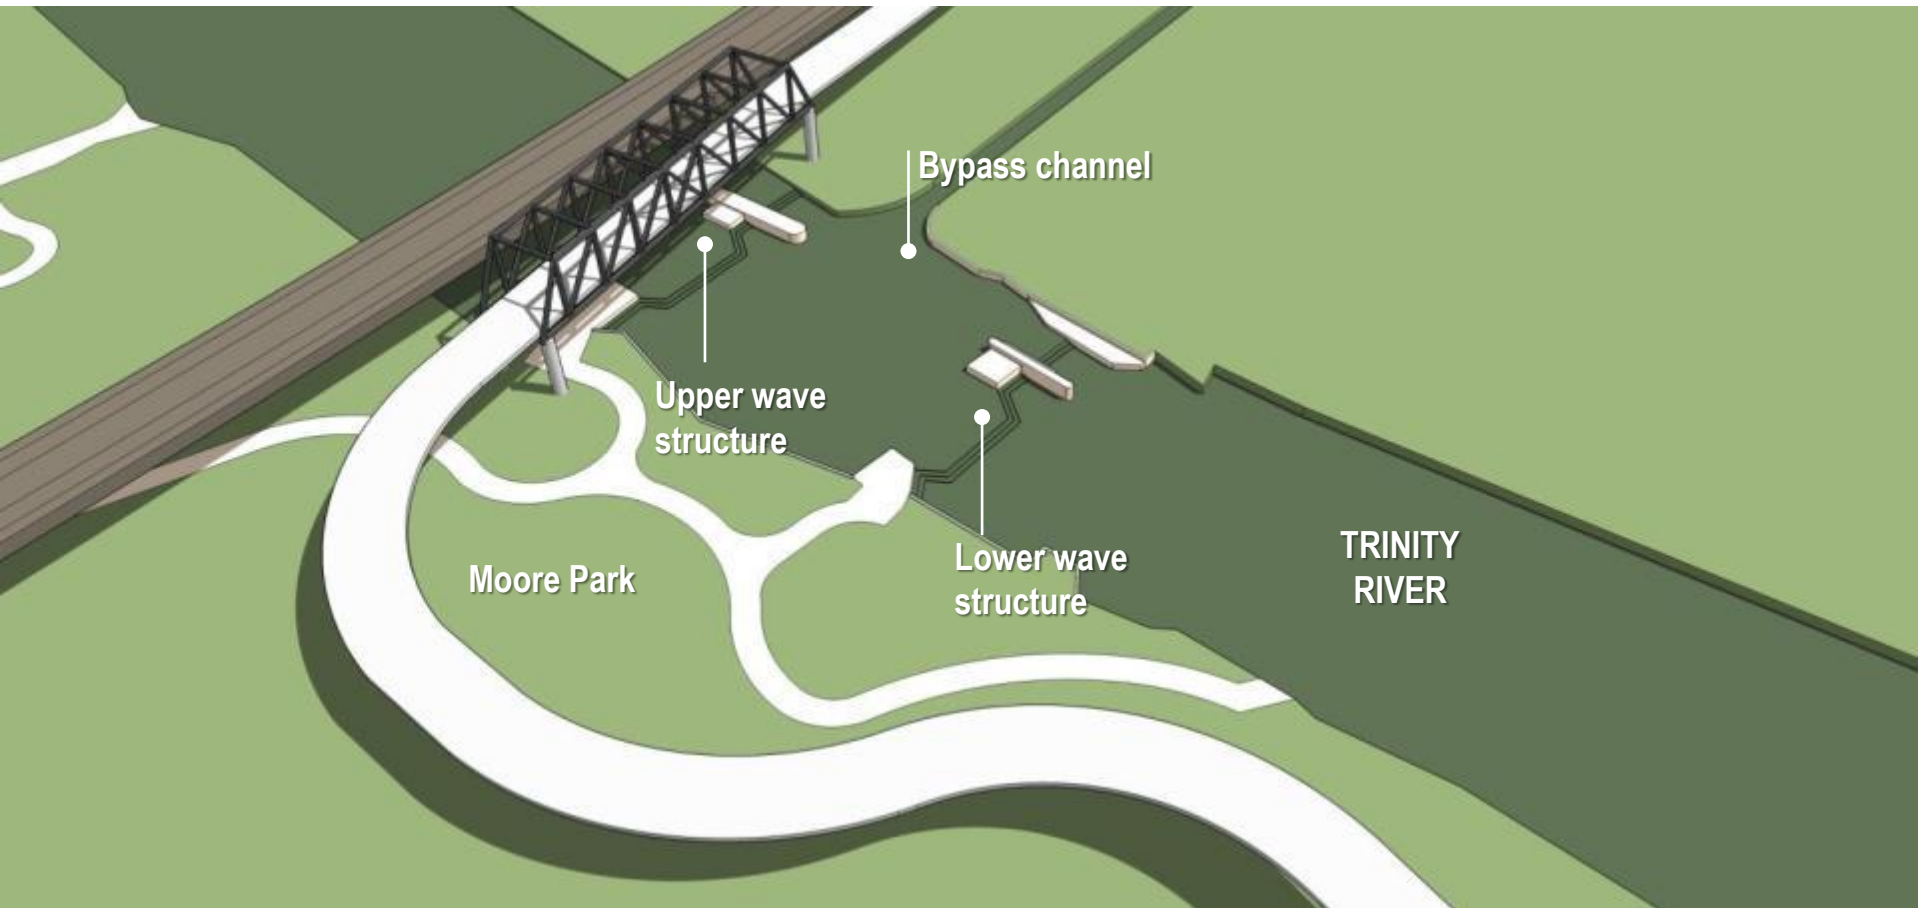 Bypass channel
Upper wave
structure
Lower wave
structure
Moore Park
TRINITY
RIVER